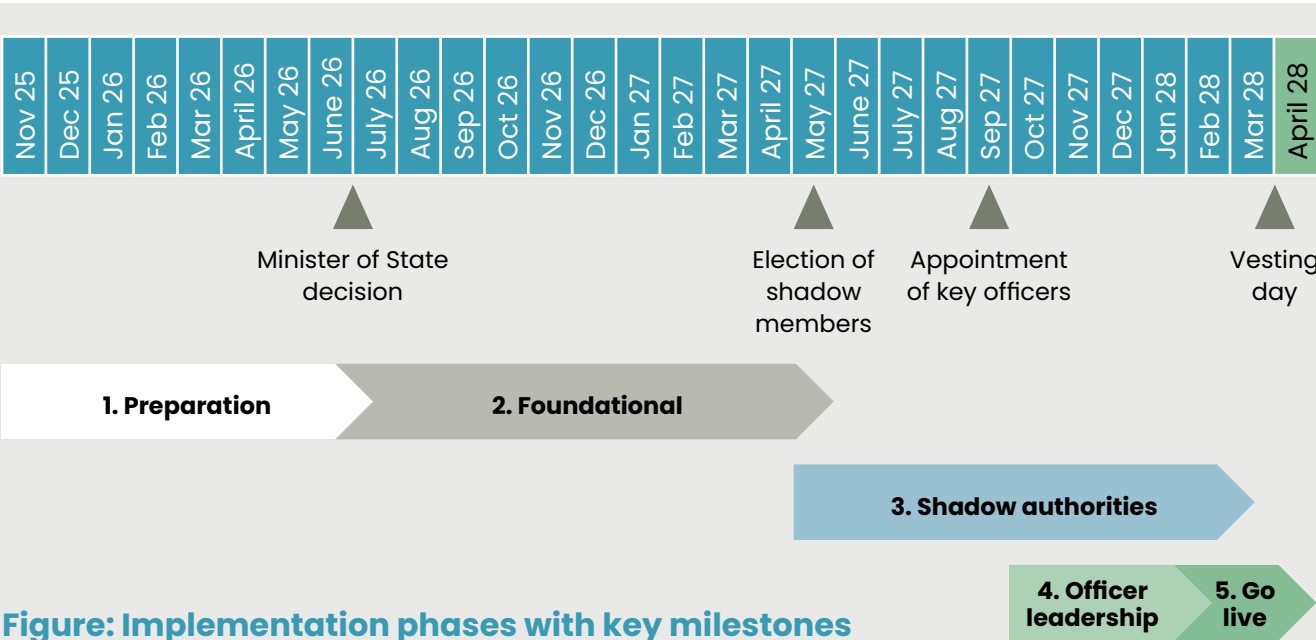 Nov 25
Dec 25
Jan 26
Feb 26
Mar 26
April 26
May 26
June 26
July 26
Aug 26
Sep 26
Oct 26
Nov 26
Dec 26
Jan 27
Feb 27
Mar 27
April 27
May 27
June 27
July 27
Aug 27
Sep 27
Oct 27
Nov 27
Dec 27
Jan 28
Feb 28
Mar 28
April 28
Minister of State
decision
Election of
shadow
members
Appointment
of key officers
Vesting
day
1. Preparation
2. Foundational
3. Shadow authorities
4. Officer
leadership
5. Go
live
Figure: Implementation phases with key milestones